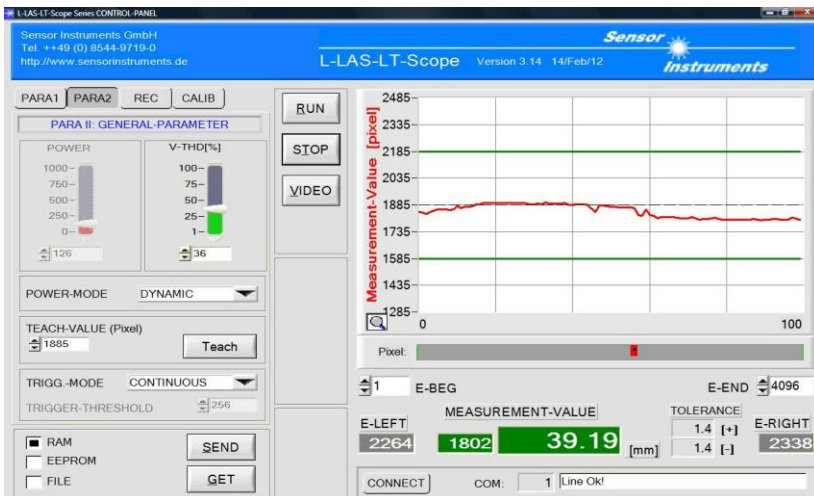 L-LAS-LT-Scope Series CONTROL-PANEL
Sensor Instruments GmbH
Tel. ++49 (0) 8544-9719-0
http://www.sensorinstruments.de
L-LAS-LT-Scope Version 3.14 14/Feb/12
Sensor
Instruments
PARA1 PARA2 REC CALIB
PARA II: GENERAL-PARAMETER
POWER
1000
750
500
250
0
126
V-THD[%]
100
75
50
25
1
36
POWER-MODE DYNAMIC
TEACH-VALUE (Pixel)
1885 Teach
TRIGG.-MODE CONTINUOUS
TRIGGER-THRESHOLD 256
RAM
EEPROM
FILE
SEND
GET
RUN
STOP
VIDEO
Measurement-Value [pixel]
2485
2335
2185
2035
1885
1735
1585
1435
1285
0 100
Pixel:
1 E-BEG E-END 4096
MEASUREMENT-VALUE TOLERANCE
E-LEFT 1.4 [+] E-RIGHT
2264 1802 39.19 [mm] 1.4 [-] 2338
CONNECT COM: 1 Line Ok!